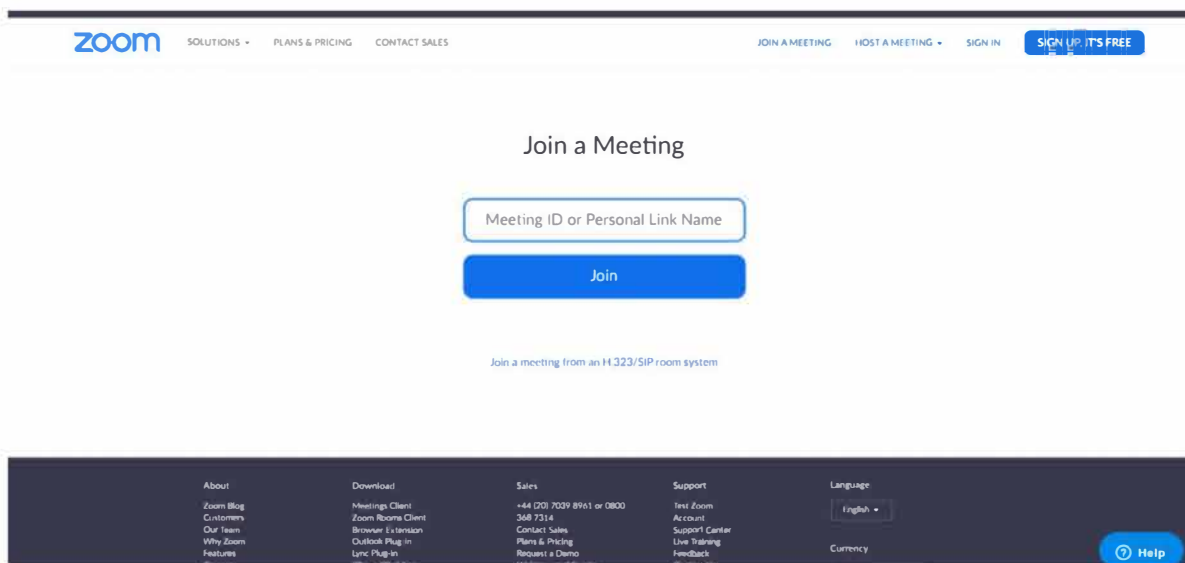 zoom SOLUTIONS PLANS & PRICING CONTACT SALES JOIN A MEETING HOST A MEETING SIGN IN SIGN UP, IT'S FREE
Join a Meeting
Meeting ID or Personal Link Name
Join
Join a meeting from an H.323/SIP room system
About
Zoom Blog
Customers
Our Team
Why Zoom
Features
Download
Meetings Client
Zoom Rooms Client
Browser Extension
Outlook Plug-in
Lync Plug-in
Sales
+44 (20) 7039 8961 or 0800
368 7314
Contact Sales
Plans & Pricing
Request a Demo
Support
Test Zoom
Account
Support Center
Live Training
Feedback
Language
English
Currency
Help